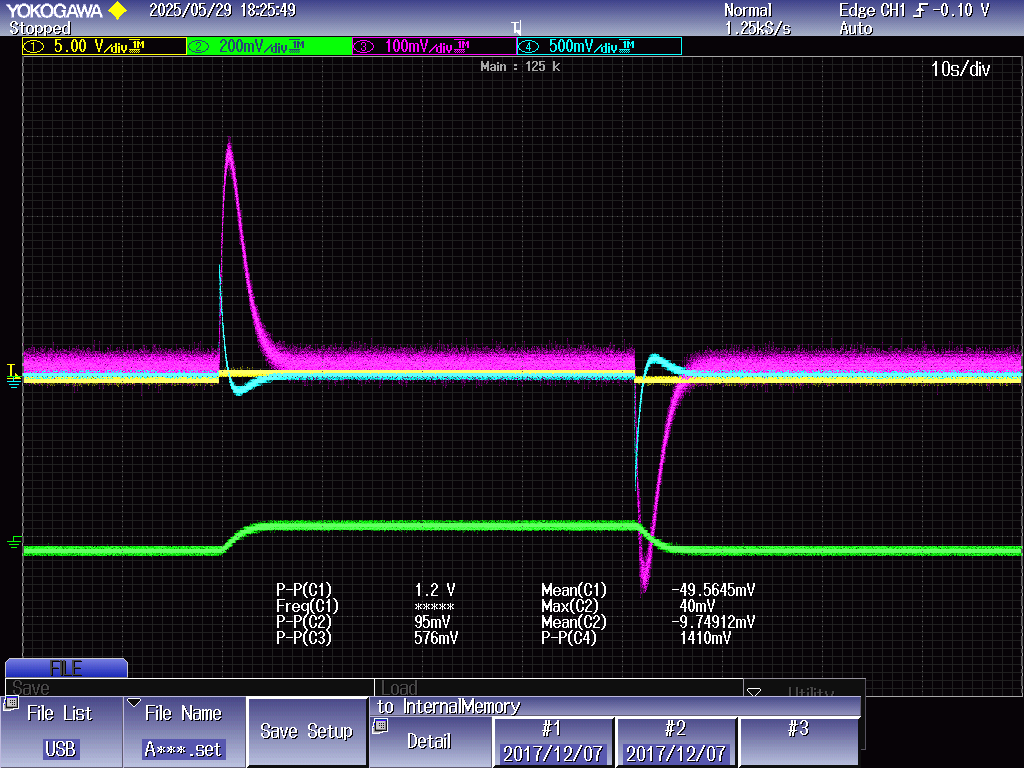 YOKOGAWA 2025/05/29 18:25:49 Normal Edge CH1 -0.10 V
Stopped 1.25kS/s Auto
1 5.00 V/div 1M 2 200mV/div 1M 3 100mV/div 1M 4 500mV/div 1M
Main : 125 k
10s/div
P-P(C1) 1.2 V Mean(C1) -49.5645mV
Freq(C1) ***** Max(C2) 40mV
P-P(C2) 95mV Mean(C2) -9.74912mV
P-P(C3) 576mV P-P(C4) 1410mV
FILE
Save Load Utility
to InternalMemory
File List File Name Save Setup Detail #1 #2 #3
USB A***.set 2017/12/07 2017/12/07